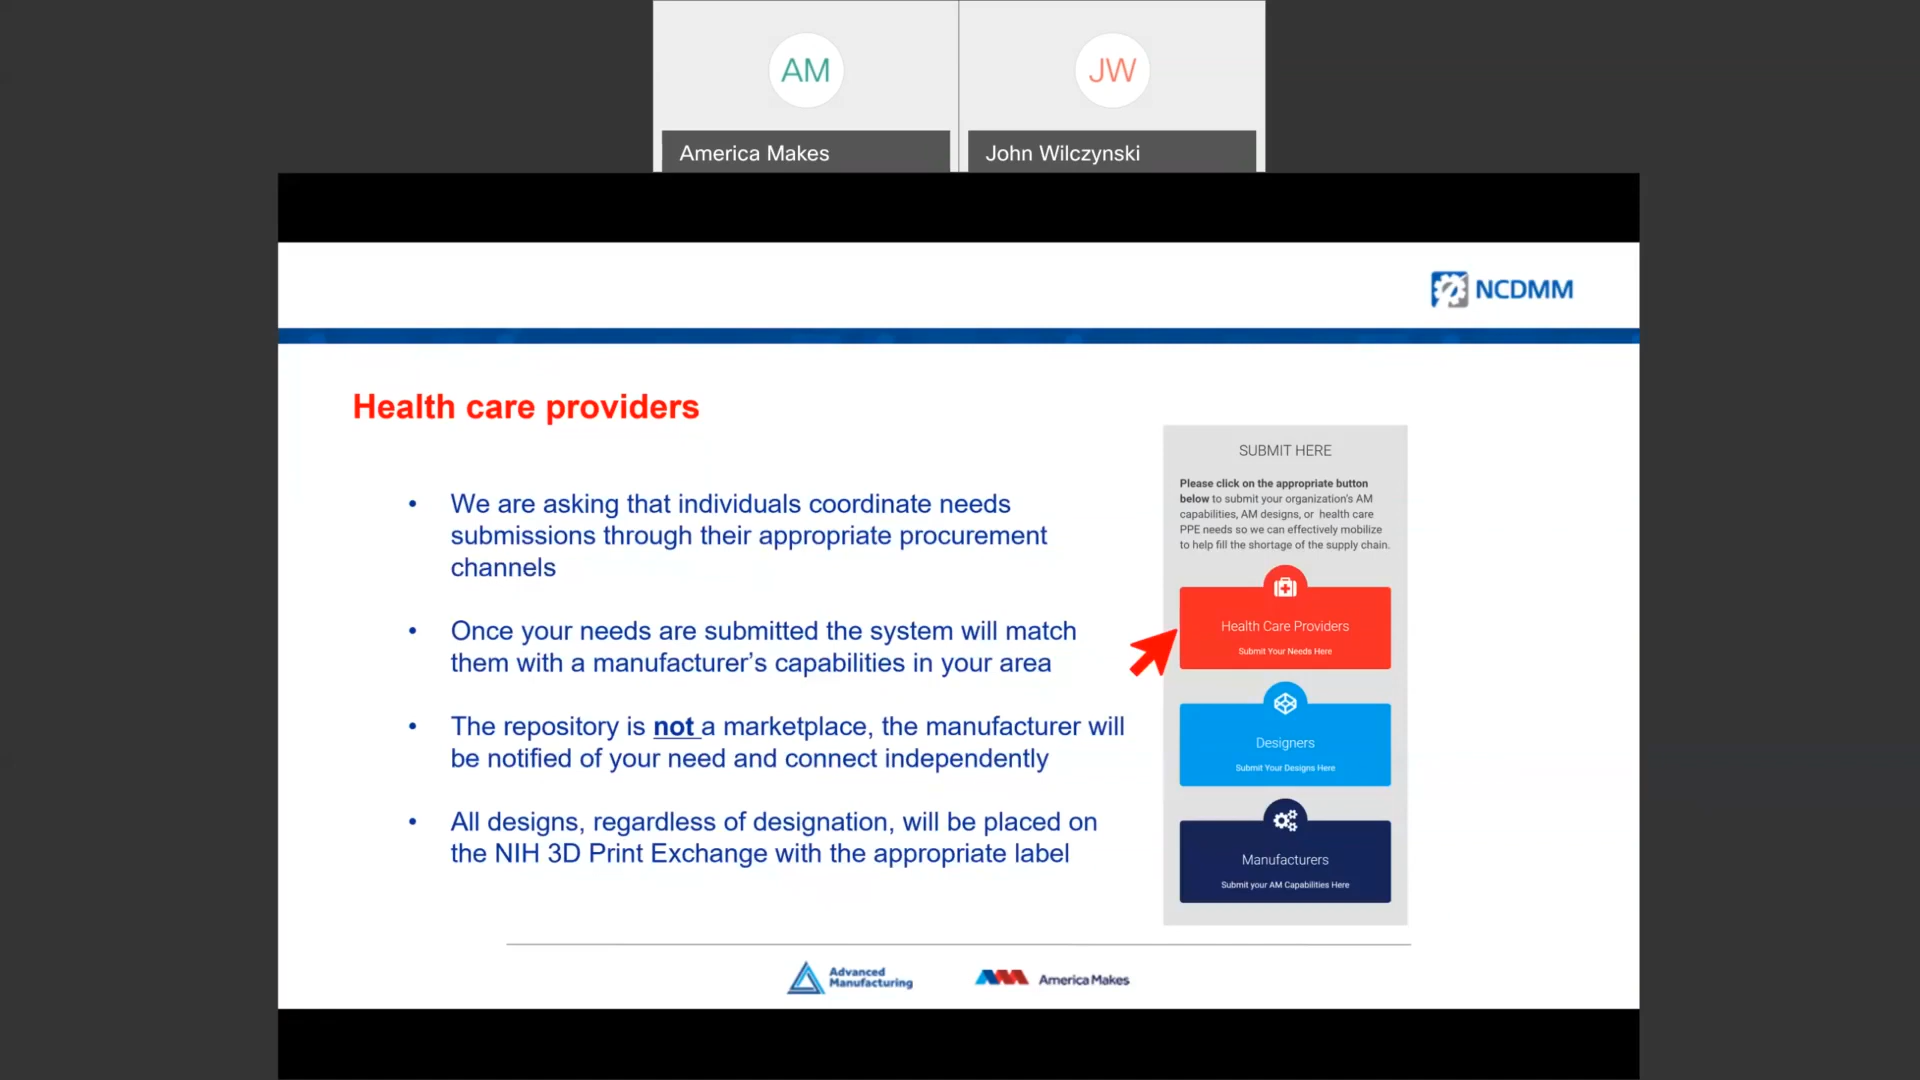 AM
JW
America Makes
John Wilczynski
NCDMM
Health care providers
• We are asking that individuals coordinate needs
submissions through their appropriate procurement
channels
• Once your needs are submitted the system will match
them with a manufacturer’s capabilities in your area
• The repository is not a marketplace, the manufacturer will
be notified of your need and connect independently
• All designs, regardless of designation, will be placed on
the NIH 3D Print Exchange with the appropriate label
SUBMIT HERE
Please click on the appropriate button
below to submit your organization's AM
capabilities, AM designs, or health care
PPE needs so we can effectively mobilize
to help fill the shortage of the supply chain.
Health Care Providers
Submit Your Needs Here
Designers
Submit Your Designs Here
Manufacturers
Submit your AM Capabilities Here
Advanced
Manufacturing
America Makes